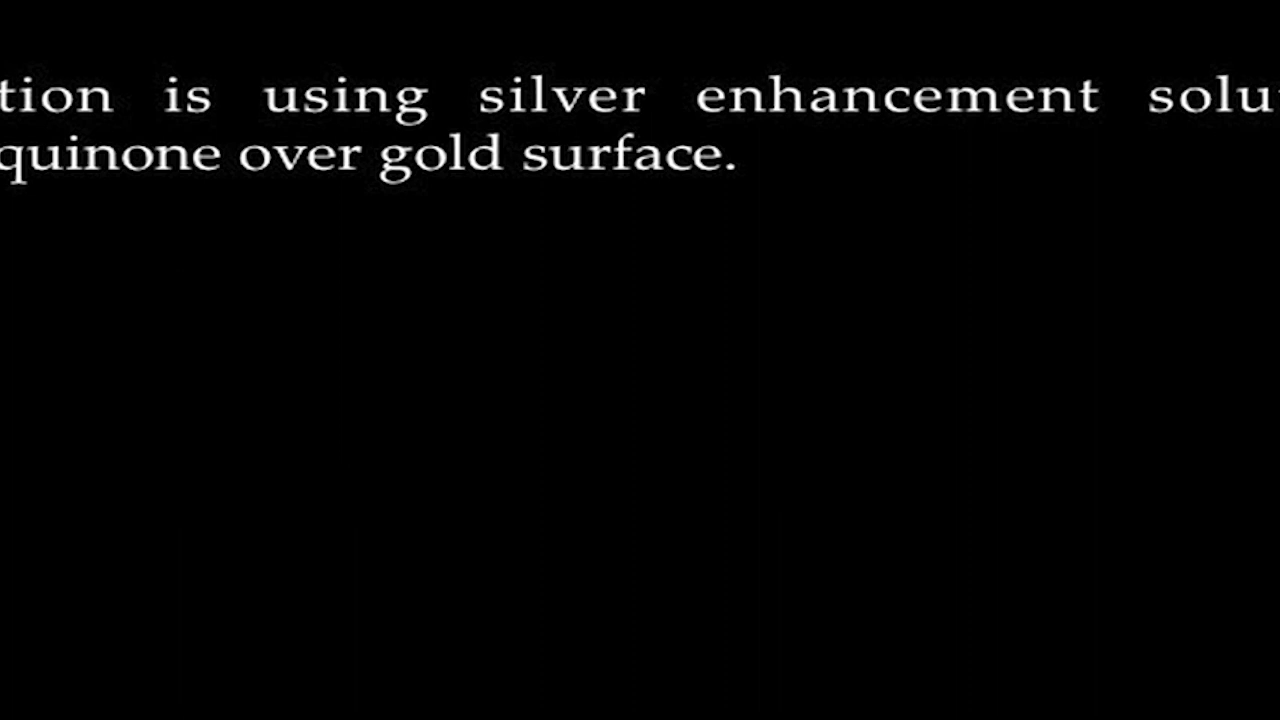 tion is using silver enhancement solu
quinone over gold surface.